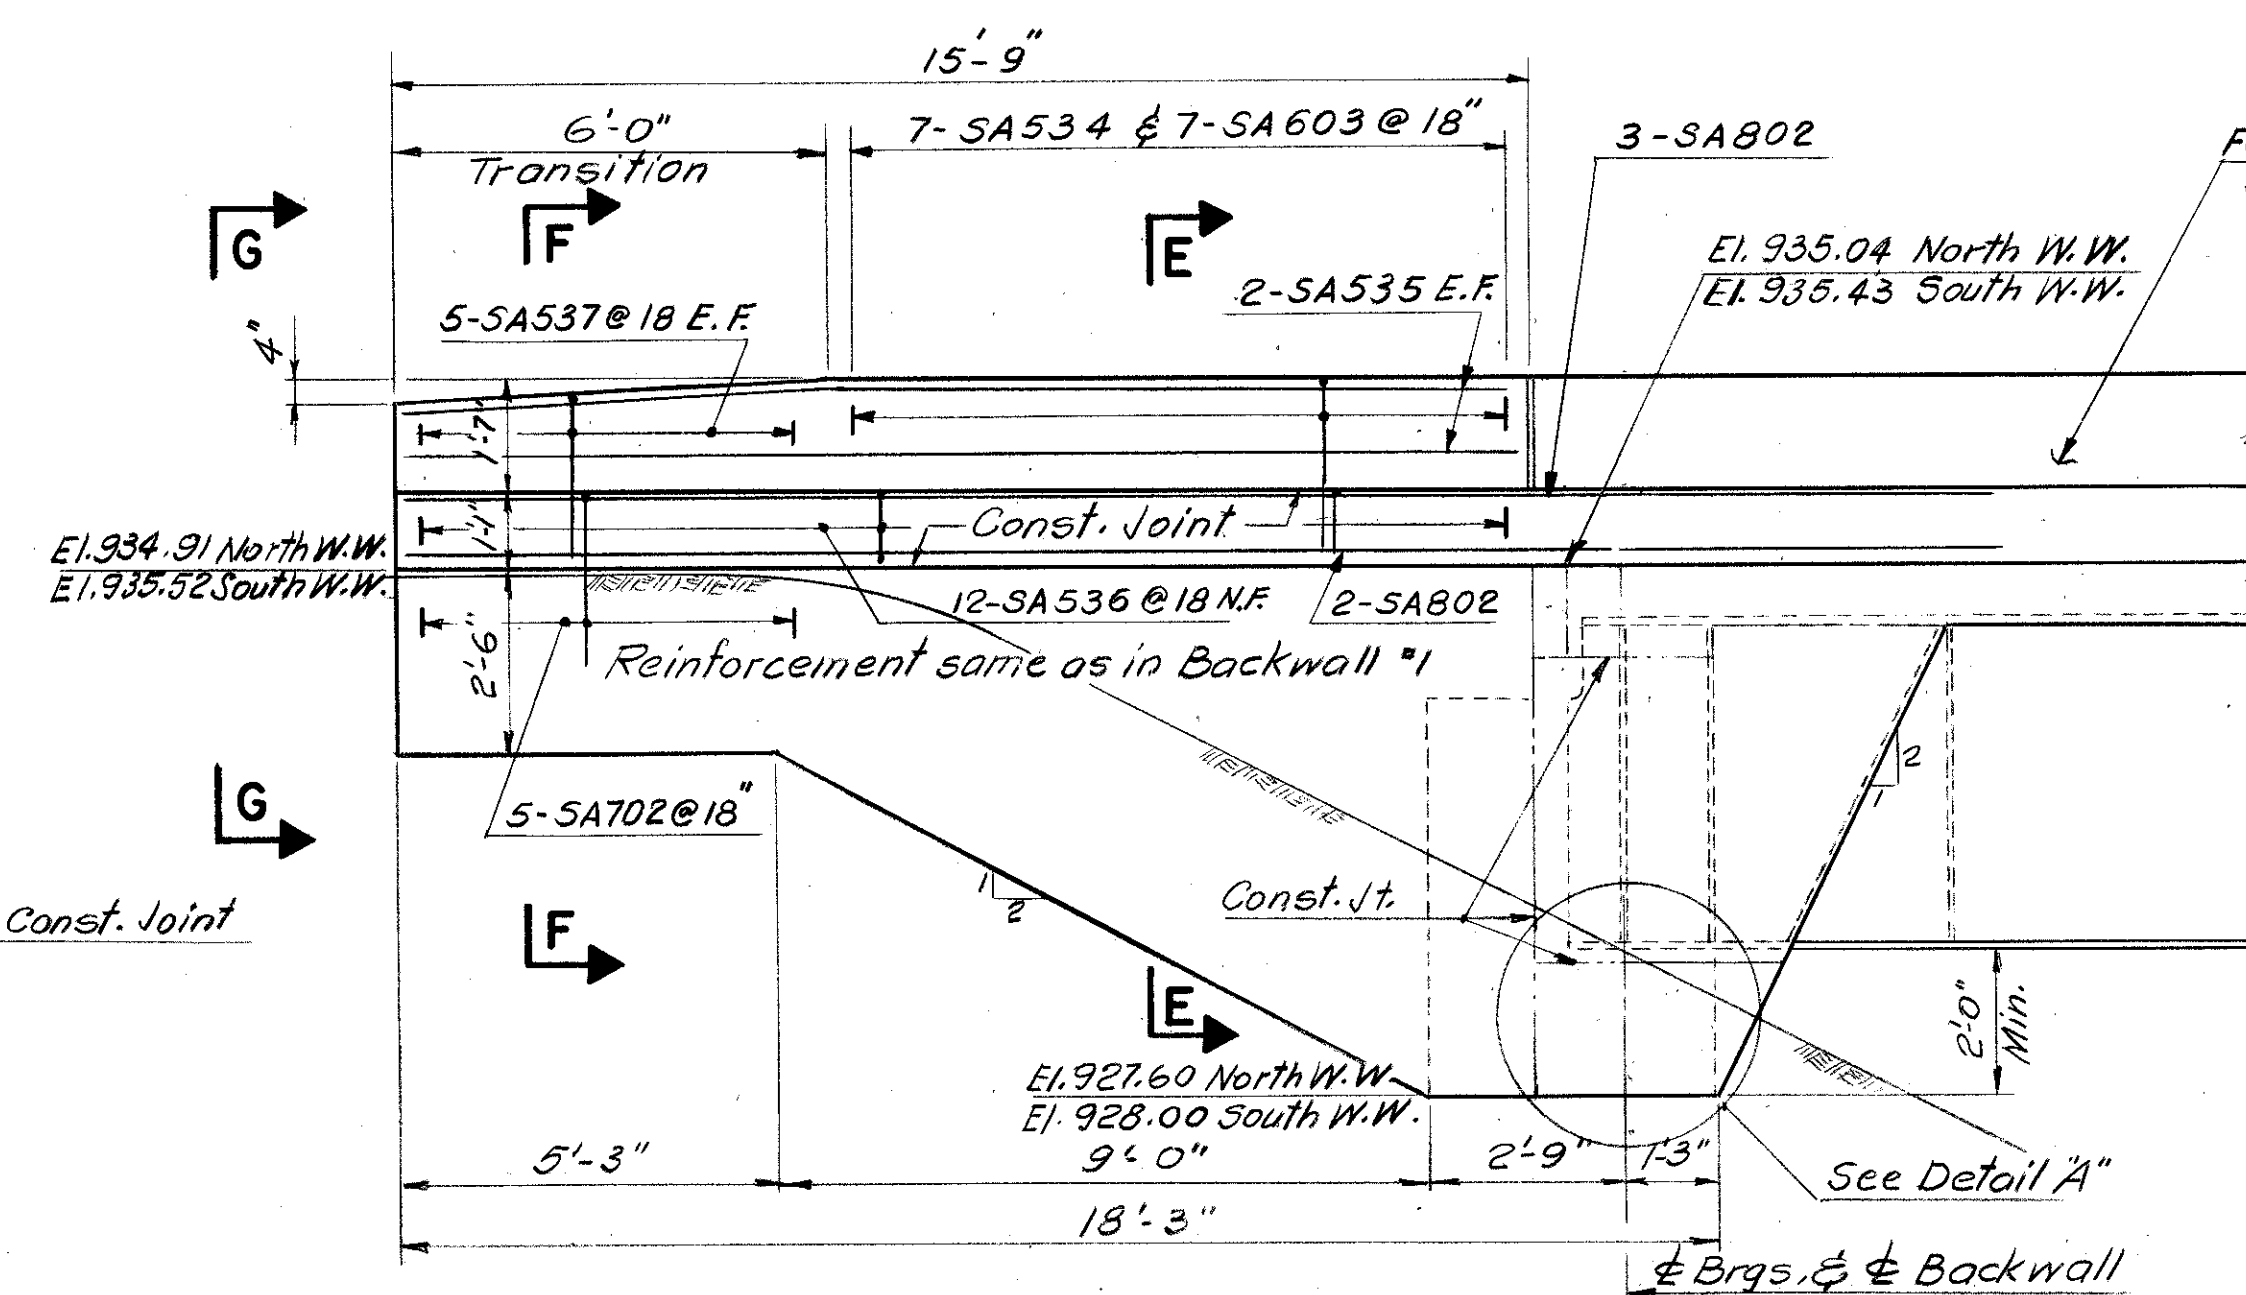 15'-9"
6'-0"
Transition
7-SA534 & 7-SA603 @ 18"
3-SA802
G
F
E
El. 935.04 North W.W.
El. 935.43 South W.W.
5-SA537 @ 18 E.F.
2-SA535 E.F.
4"
1'-7"
1'-1"
Const. Joint
El. 934.91 North W.W.
El. 935.52 South W.W.
12-SA536 @ 18 N.F.
2-SA802
2'-6"
Reinforcement same as in Backwall #1
G
5-SA702 @ 18"
2
1
1
2
Const. Jt.
Const. Joint
F
E
2'-0"
Min.
El. 927.60 North W.W.
El. 928.00 South W.W.
5'-3"
9'-0"
2'-9"
1'-3"
See Detail "A"
18'-3"
℄ Brgs. & ℄ Backwall